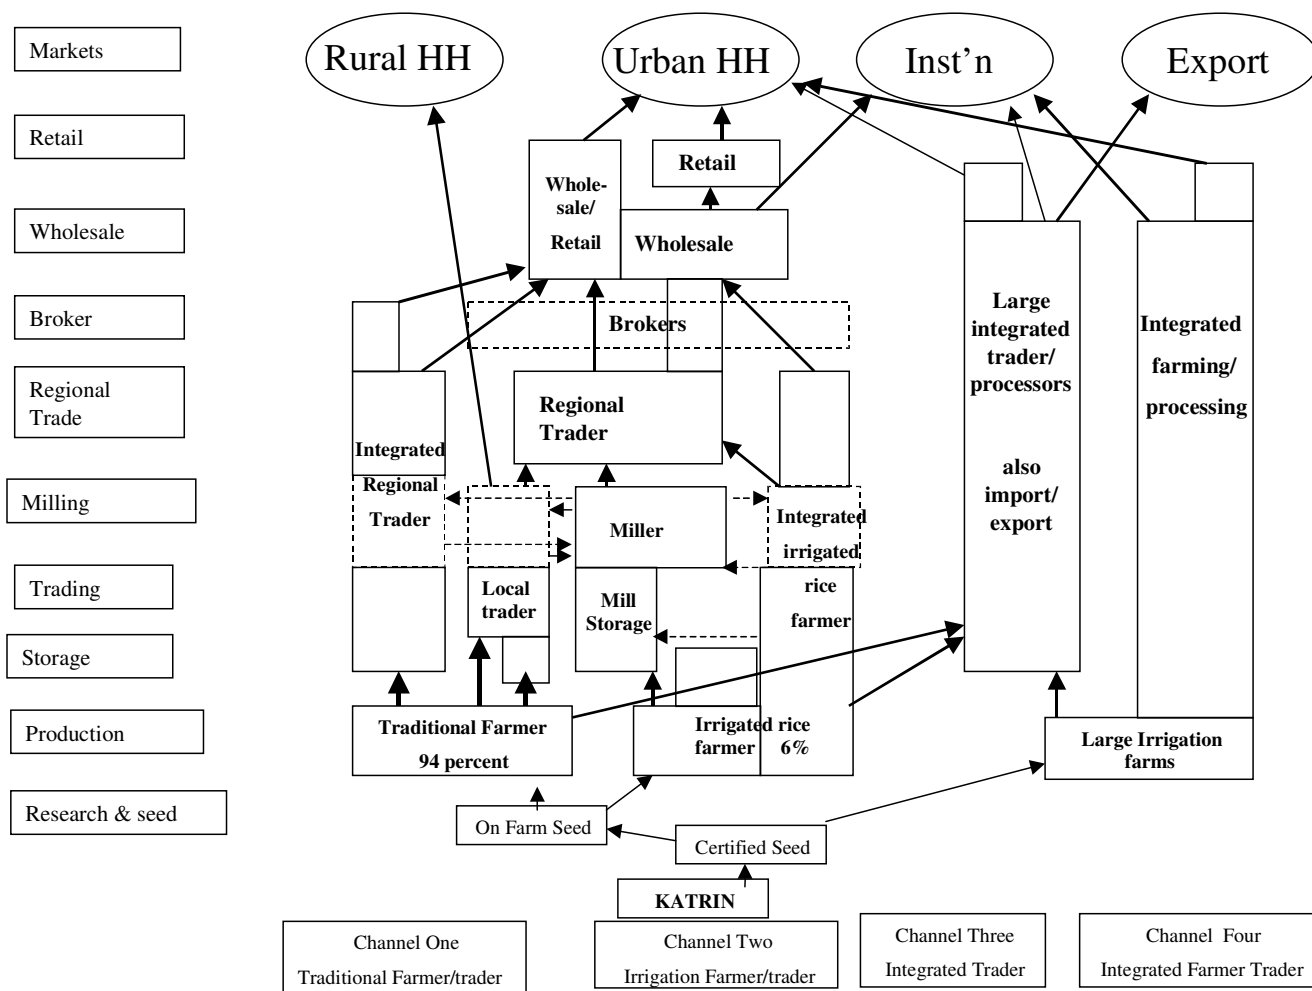 Markets
Rural HH
Urban HH
Inst’n
Export
Retail
Whole-
sale/
Retail
Retail
Wholesale
Wholesale
Broker
Brokers
Large
integrated
trader/
processors
also
import/
export
Integrated
farming/
processing
Regional
Trade
Regional
Trader
Integrated
Regional
Trader
Milling
Miller
Integrated
irrigated
rice
farmer
Trading
Local
trader
Mill
Storage
Storage
Production
Traditional Farmer
94 percent
Irrigated rice
farmer
6%
Large Irrigation
farms
Research & seed
On Farm Seed
Certified Seed
KATRIN
Channel One
Traditional Farmer/trader
Channel Two
Irrigation Farmer/trader
Channel Three
Integrated Trader
Channel Four
Integrated Farmer Trader